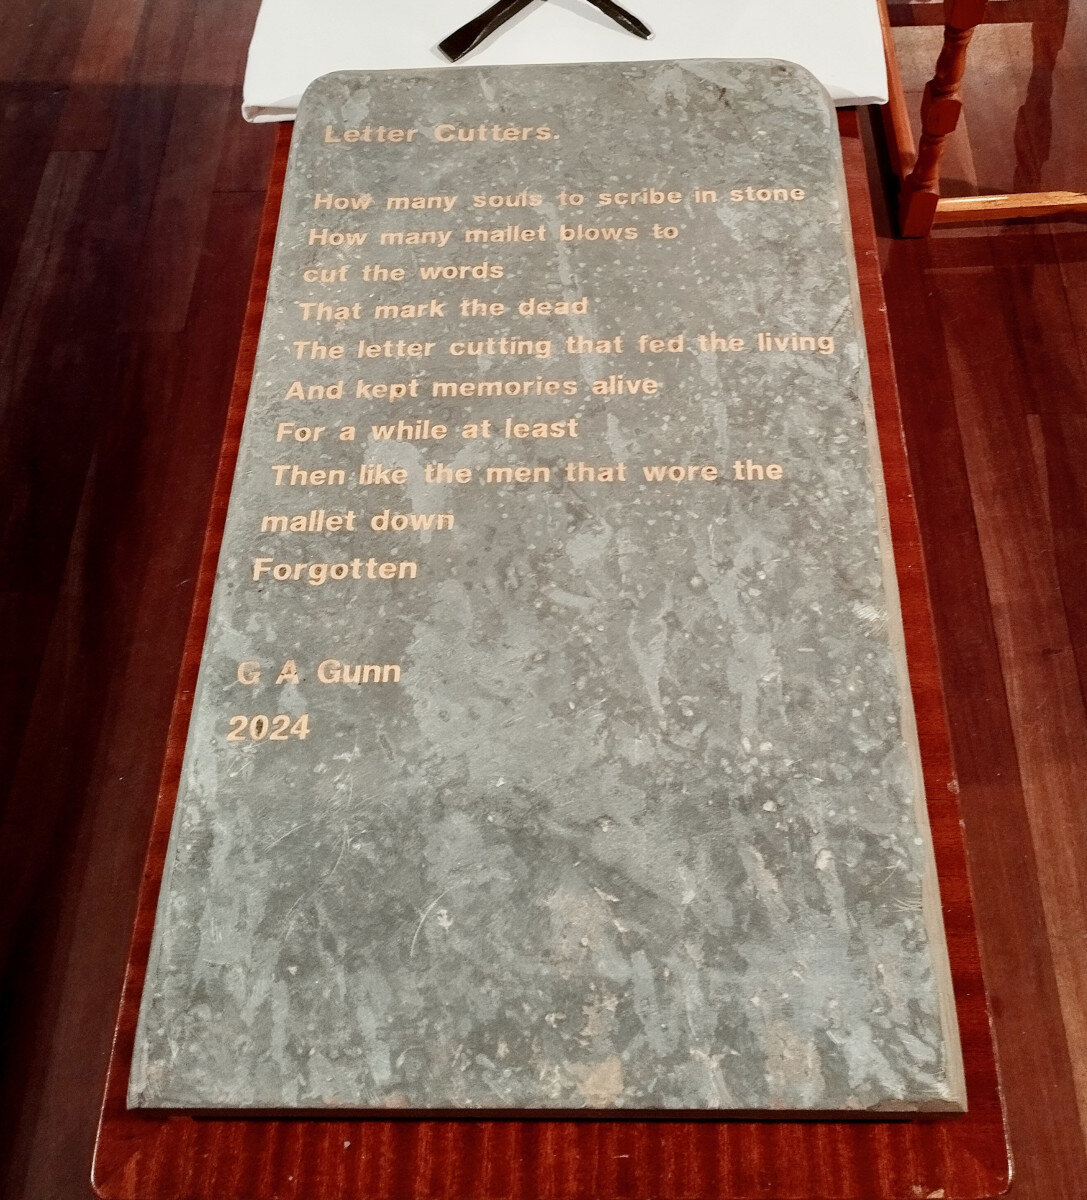 Letter Cutters.
How many souls to scribe in stone
How many mallet blows to
cut the words
That mark the dead
The letter cutting that fed the living
And kept memories alive
For a while at least
Then like the men that wore the
mallet down
Forgotten
G A Gunn
2024